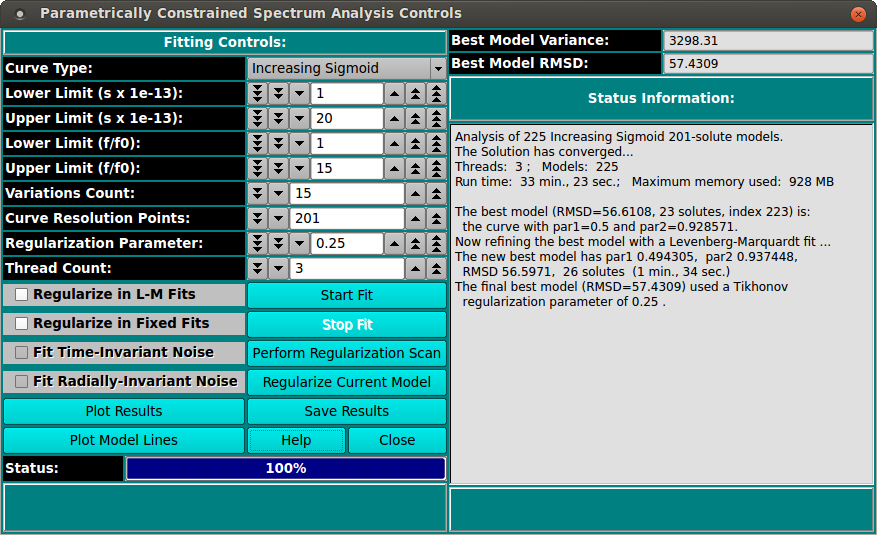 Parametrically Constrained Spectrum Analysis Controls
Fitting Controls:
Curve Type: Increasing Sigmoid
Lower Limit (s x 1e-13): 1
Upper Limit (s x 1e-13): 20
Lower Limit (f/f0): 1
Upper Limit (f/f0): 15
Variations Count: 15
Curve Resolution Points: 201
Regularization Parameter: 0.25
Thread Count: 3
Regularize in L-M Fits Start Fit
Regularize in Fixed Fits Stop Fit
Fit Time-Invariant Noise Perform Regularization Scan
Fit Radially-Invariant Noise Regularize Current Model
Plot Results Save Results
Plot Model Lines Help Close
Status: 100%
Best Model Variance: 3298.31
Best Model RMSD: 57.4309
Status Information:
Analysis of 225 Increasing Sigmoid 201-solute models.
The Solution has converged...
Threads: 3 ; Models: 225
Run time: 33 min., 23 sec.; Maximum memory used: 928 MB
The best model (RMSD=56.6108, 23 solutes, index 223) is:
the curve with par1=0.5 and par2=0.928571.
Now refining the best model with a Levenberg-Marquardt fit ...
The new best model has par1 0.494305, par2 0.937448,
RMSD 56.5971, 26 solutes (1 min., 34 sec.)
The final best model (RMSD=57.4309) used a Tikhonov
regularization parameter of 0.25 .